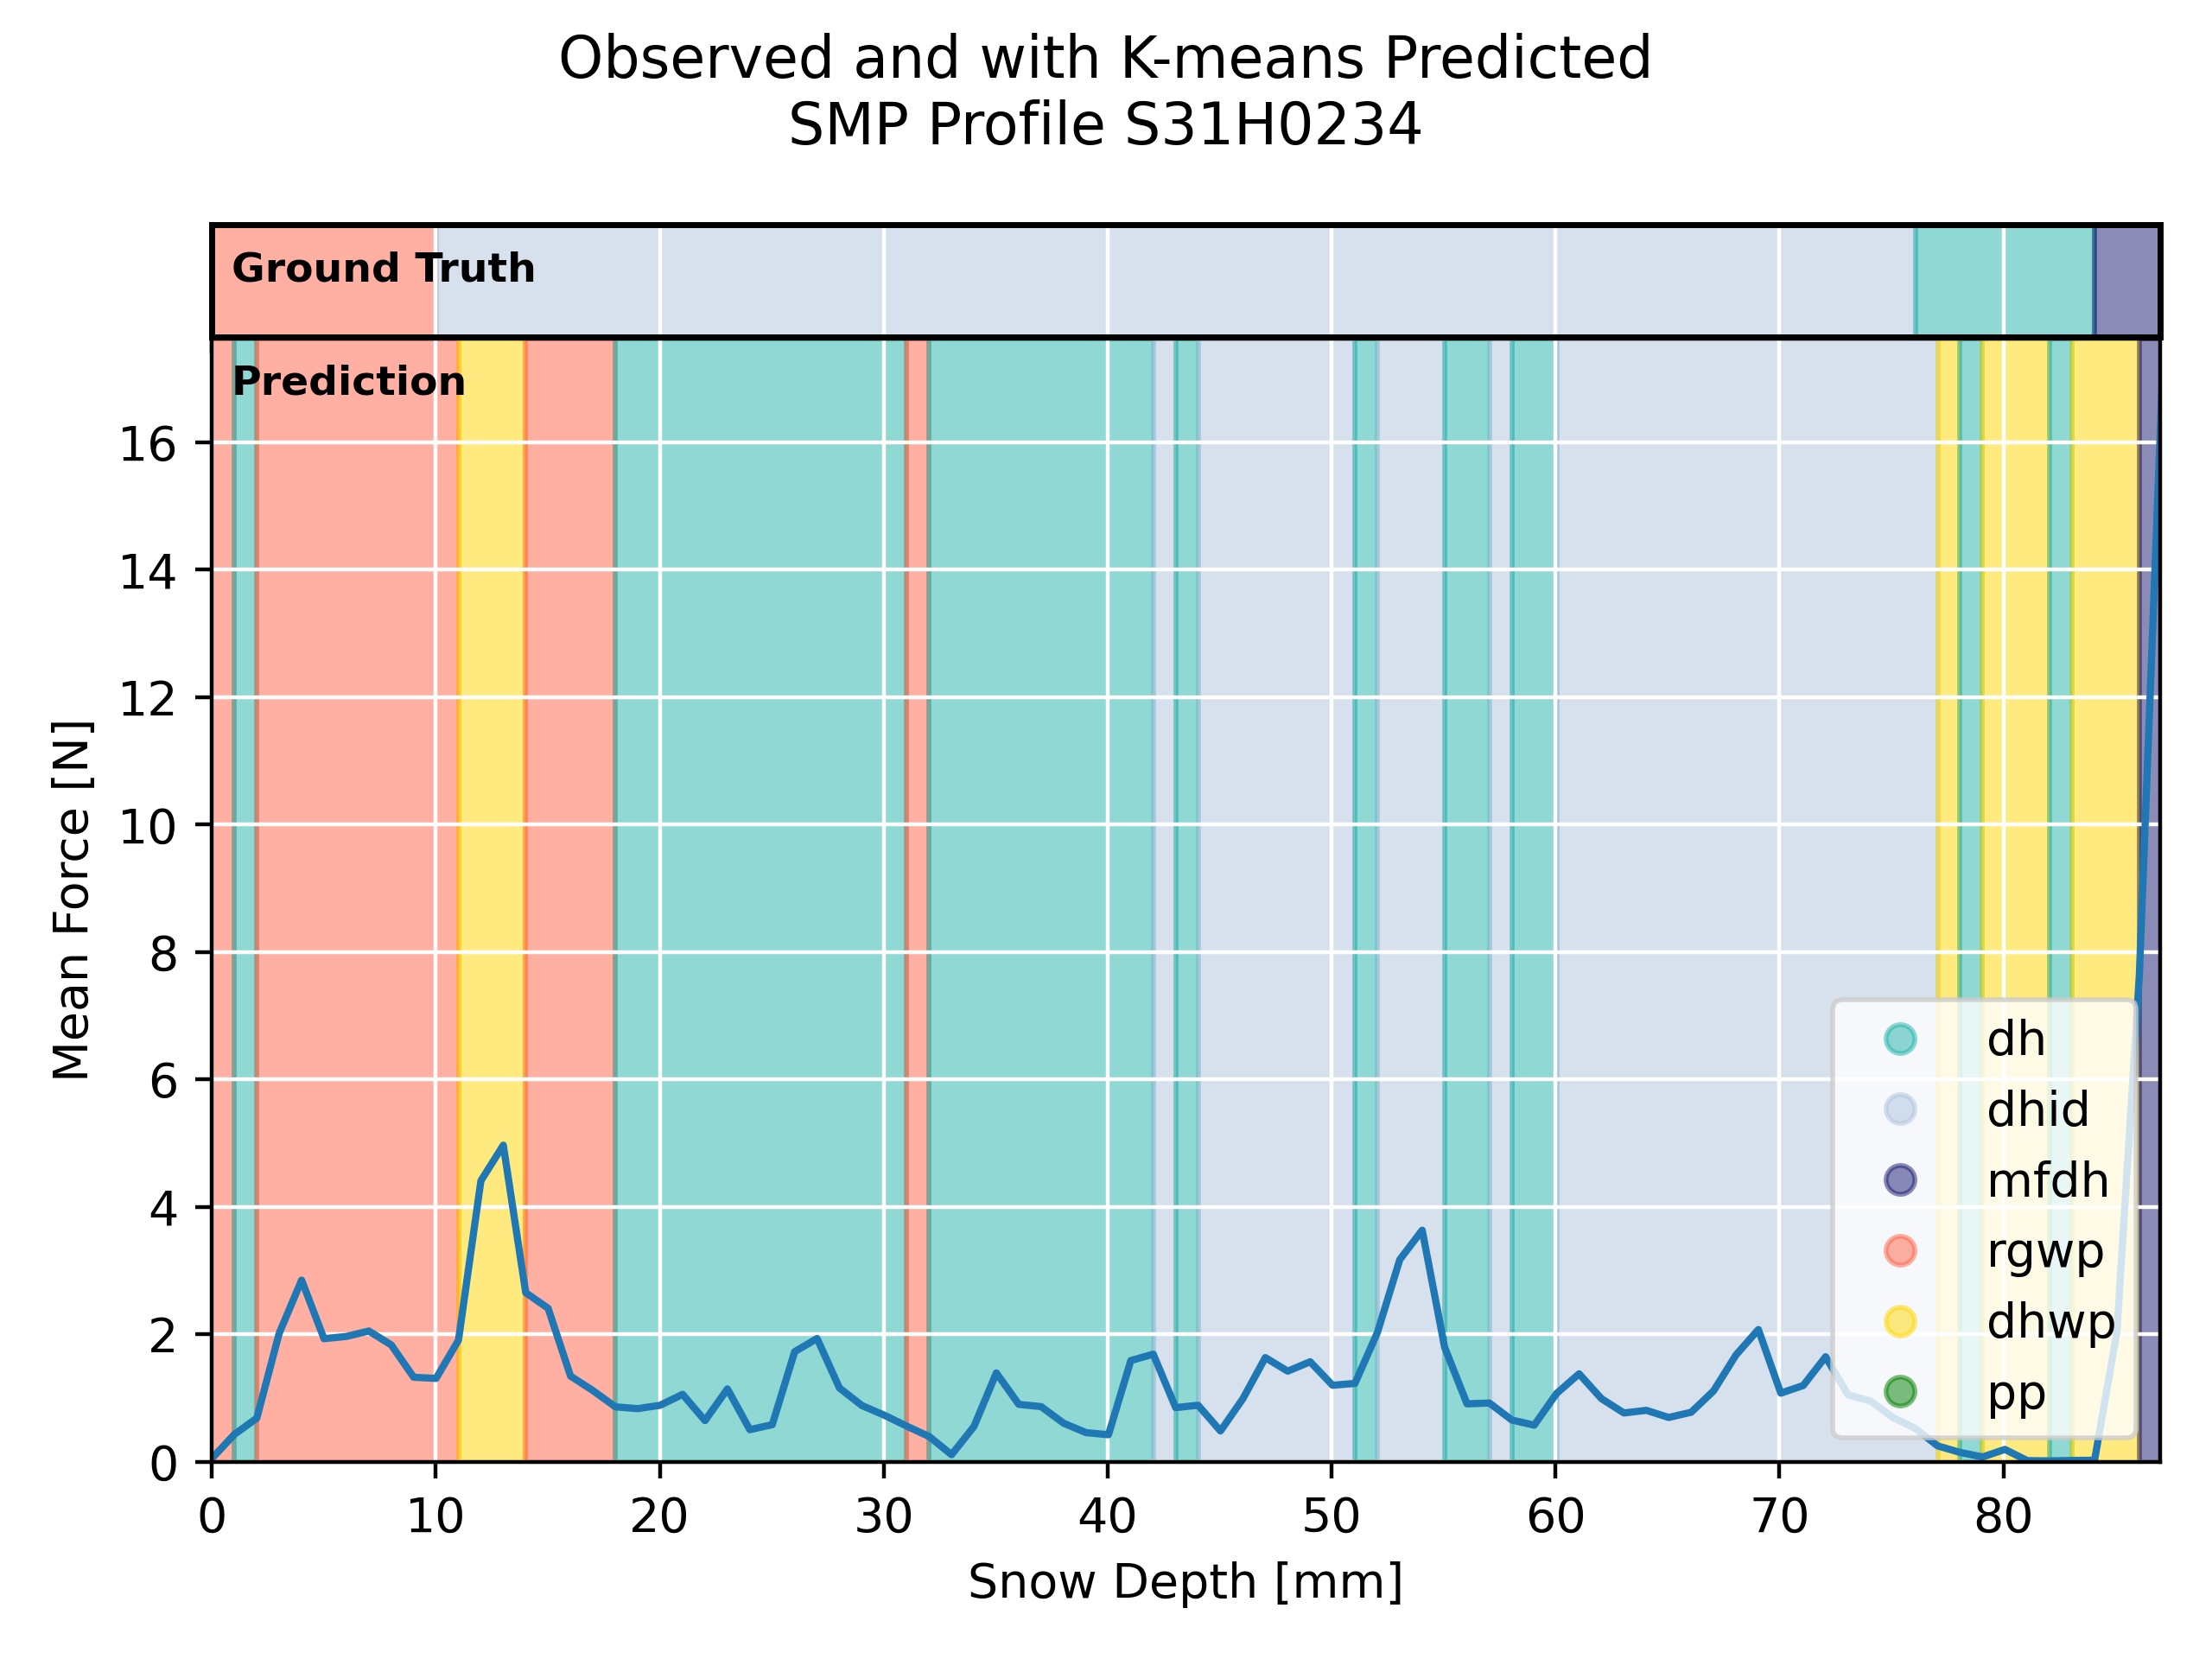 Observed and with K-means Predicted
SMP Profile S31H0234
Ground Truth
Prediction
16
14
12
10
8
6
4
2
0
Mean Force [N]
dh
dhid
mfdh
rgwp
dhwp
pp
0 10 20 30 40 50 60 70 80
Snow Depth [mm]